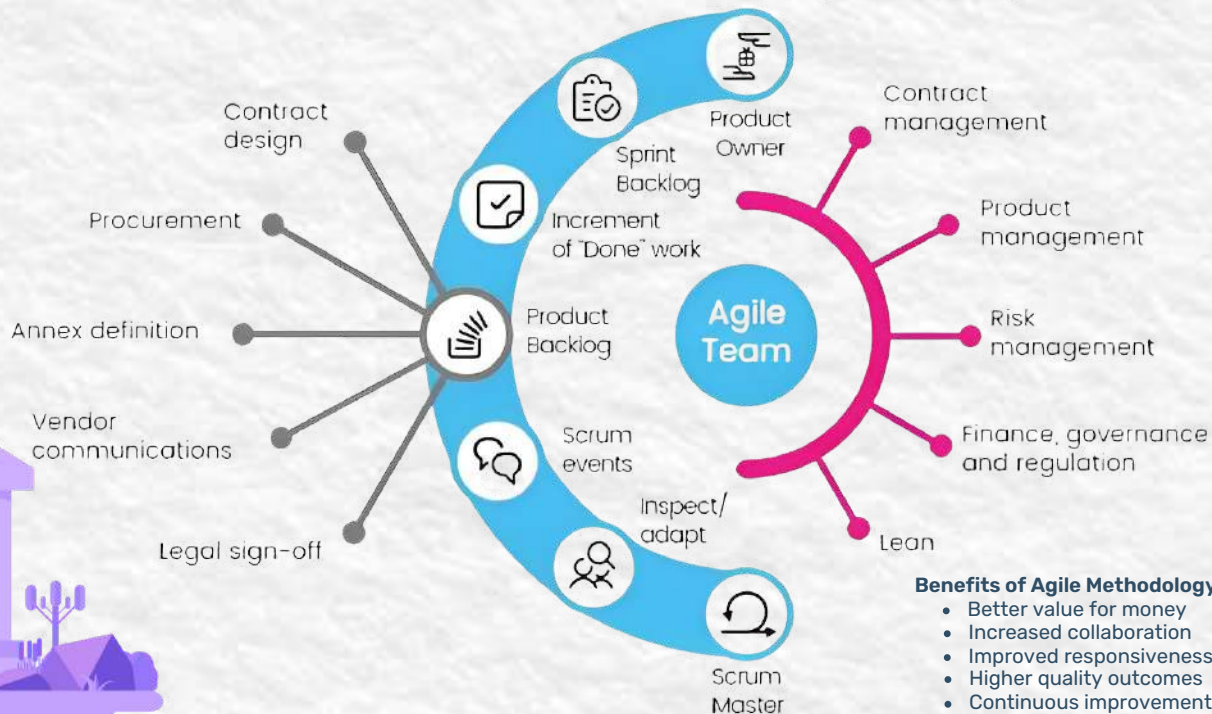 Contract
design
Procurement
Annex definition
Vendor
communications
Legal sign-off
Product
Owner
Sprint
Backlog
Increment
of "Done" work
Product
Backlog
Scrum
events
Inspect/
adapt
Scrum
Master
Agile
Team
Contract
management
Product
management
Risk
management
Finance, governance
and regulation
Lean
Benefits of Agile Methodology
• Better value for money
• Increased collaboration
• Improved responsiveness
• Higher quality outcomes
• Continuous improvement